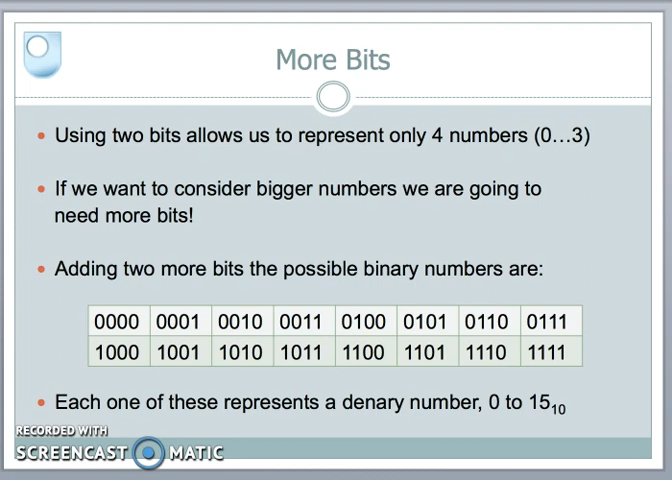 More Bits
Using two bits allows us to represent only 4 numbers (0…3)
If we want to consider bigger numbers we are going to
need more bits!
Adding two more bits the possible binary numbers are:
0000 0001 0010 0011 0100 0101 0110 0111
1000 1001 1010 1011 1100 1101 1110 1111
Each one of these represents a denary number, 0 to 15₁₀
RECORDED WITH
SCREENCAST MATIC